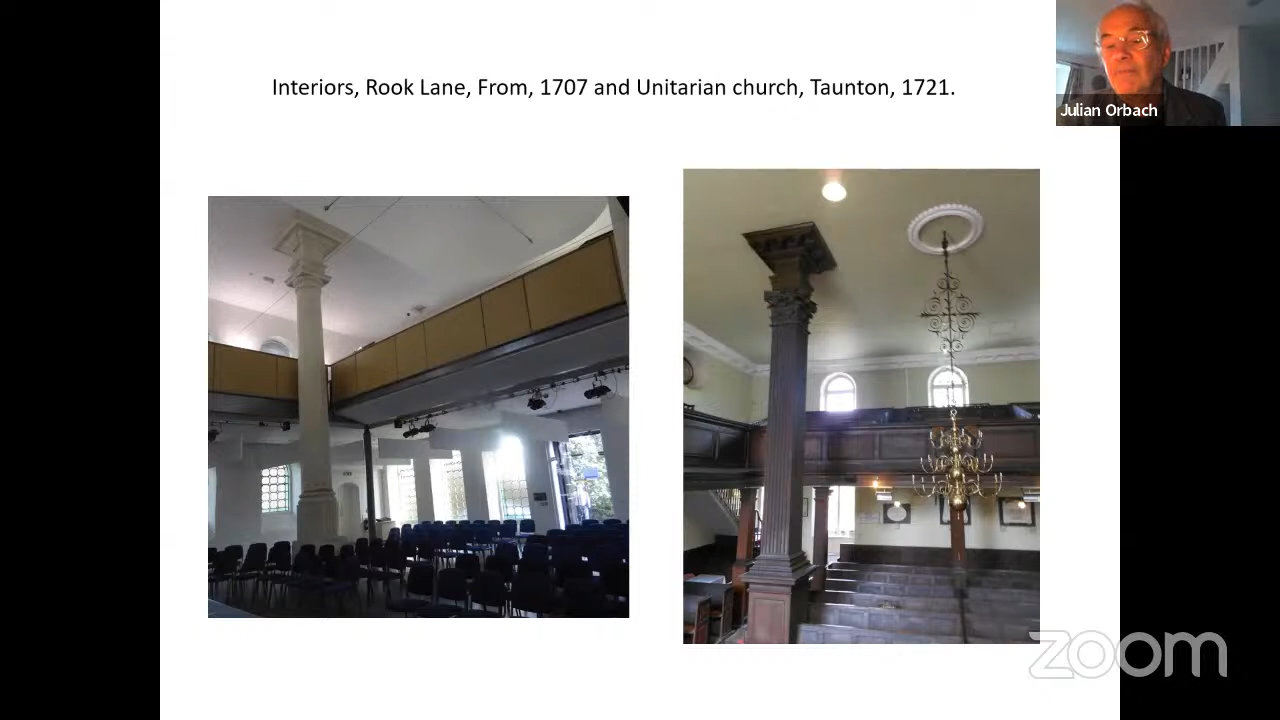 Interiors, Rook Lane, From, 1707 and Unitarian church, Taunton, 1721.
Julian Orbach
zoom